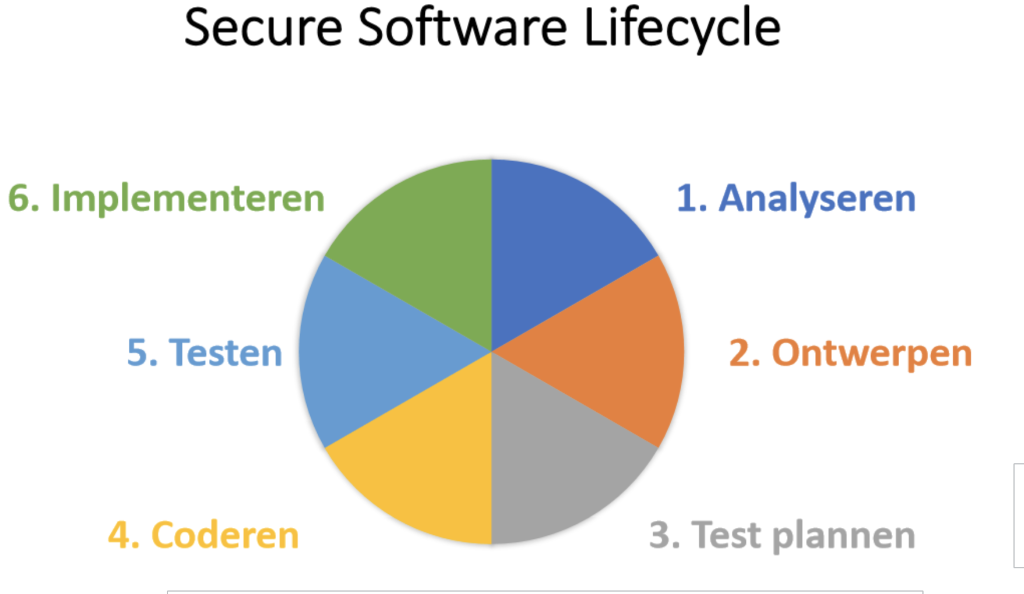 Secure Software Lifecycle
6. Implementeren
1. Analyseren
5. Testen
2. Ontwerpen
4. Coderen
3. Test plannen